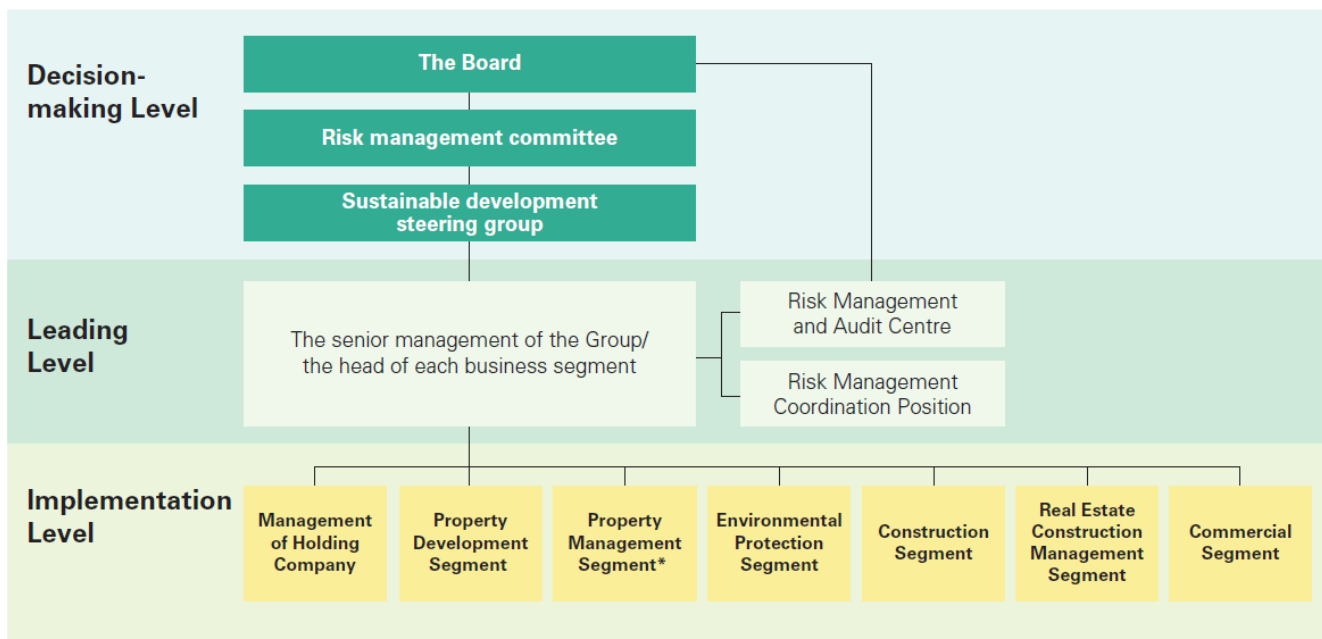 Decision-
making Level
The Board
Risk management committee
Sustainable development
steering group
Leading
Level
The senior management of the Group/
the head of each business segment
Risk Management
and Audit Centre
Risk Management
Coordination Position
Implementation
Level
Management
of Holding
Company
Property
Development
Segment
Property
Management
Segment*
Environmental
Protection
Segment
Construction
Segment
Real Estate
Construction
Management
Segment
Commercial
Segment